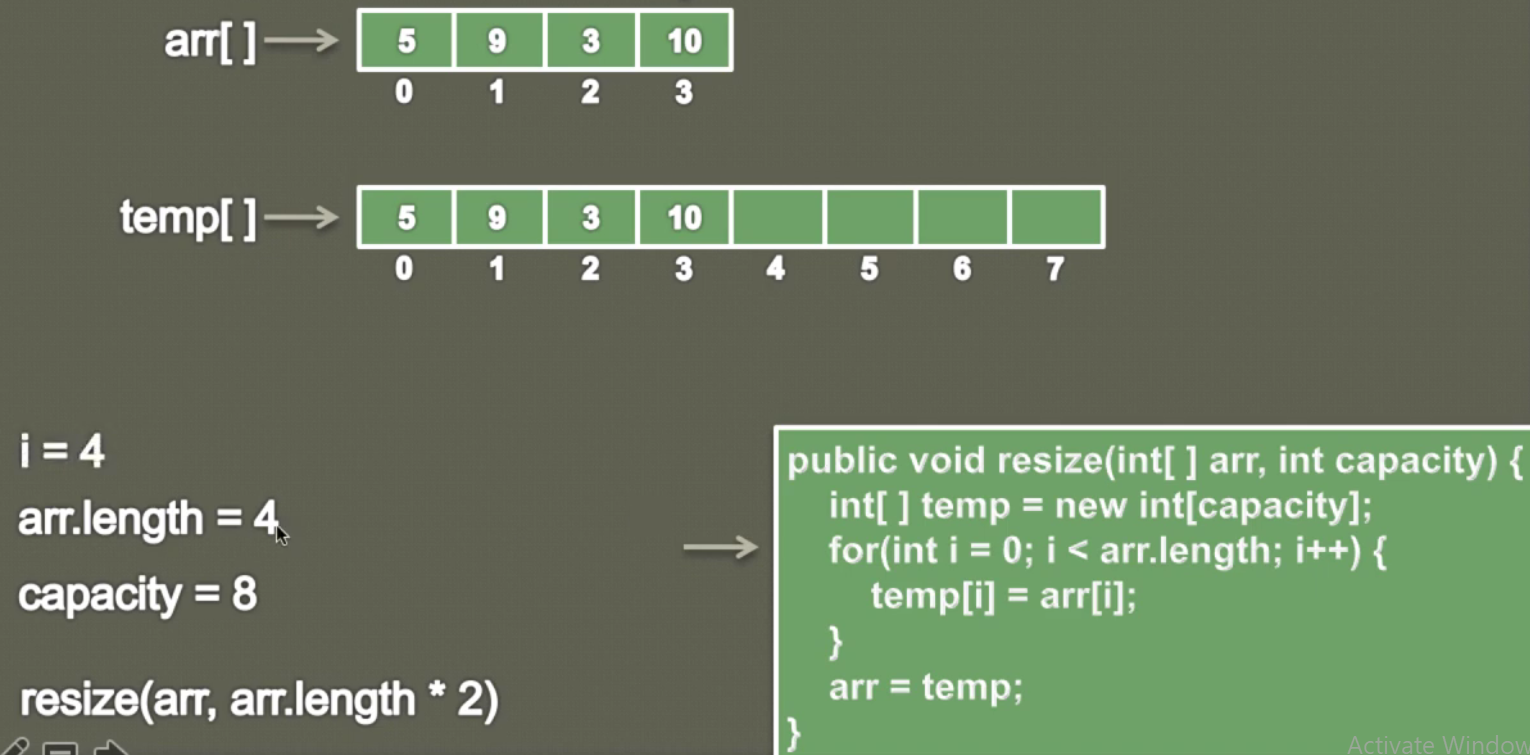 arr[ ]
5 9 3 10
0 1 2 3
temp[ ]
5 9 3 10
0 1 2 3 4 5 6 7
i = 4
arr.length = 4
capacity = 8
resize(arr, arr.length * 2)
public void resize(int[ ] arr, int capacity) {
int[ ] temp = new int[capacity];
for(int i = 0; i < arr.length; i++) {
temp[i] = arr[i];
}
arr = temp;
}
Activate Window